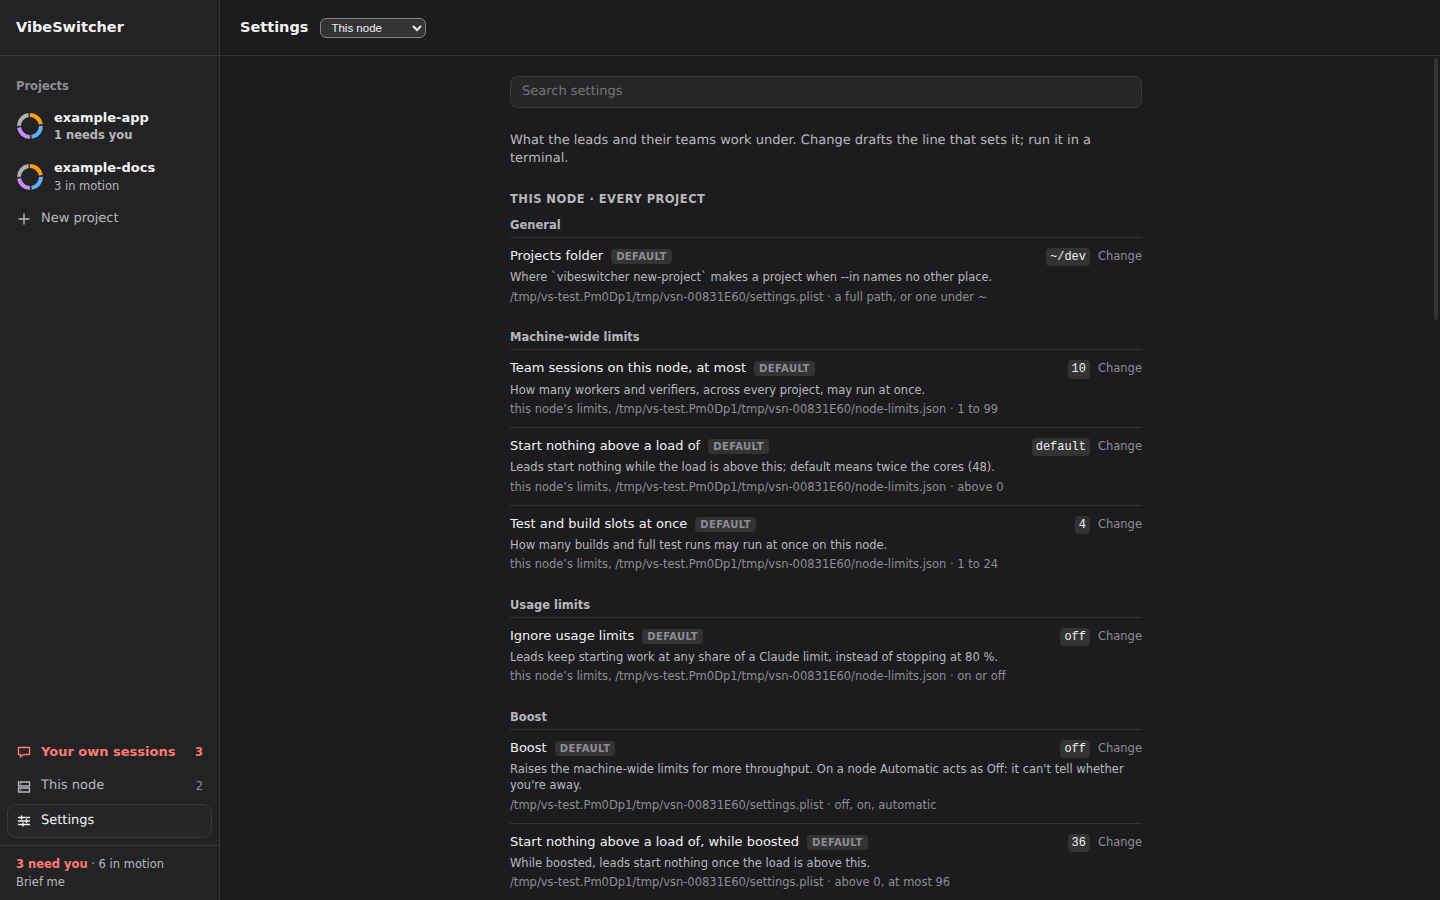 VibeSwitcher
Settings
This node
Projects
example-app
1 needs you
example-docs
3 in motion
New project
Search settings
What the leads and their teams work under. Change drafts the line that sets it; run it in a
terminal.
THIS NODE · EVERY PROJECT
General
Projects folder DEFAULT ~/dev Change
Where `vibeswitcher new-project` makes a project when --in names no other place.
/tmp/vs-test.Pm0Dp1/tmp/vsn-00831E60/settings.plist · a full path, or one under ~
Machine-wide limits
Team sessions on this node, at most DEFAULT 10 Change
How many workers and verifiers, across every project, may run at once.
this node’s limits, /tmp/vs-test.Pm0Dp1/tmp/vsn-00831E60/node-limits.json · 1 to 99
Start nothing above a load of DEFAULT default Change
Leads start nothing while the load is above this; default means twice the cores (48).
this node’s limits, /tmp/vs-test.Pm0Dp1/tmp/vsn-00831E60/node-limits.json · above 0
Test and build slots at once DEFAULT 4 Change
How many builds and full test runs may run at once on this node.
this node’s limits, /tmp/vs-test.Pm0Dp1/tmp/vsn-00831E60/node-limits.json · 1 to 24
Usage limits
Ignore usage limits DEFAULT off Change
Leads keep starting work at any share of a Claude limit, instead of stopping at 80 %.
this node’s limits, /tmp/vs-test.Pm0Dp1/tmp/vsn-00831E60/node-limits.json · on or off
Boost
Boost DEFAULT off Change
Raises the machine-wide limits for more throughput. On a node Automatic acts as Off: it can't tell whether
you're away.
/tmp/vs-test.Pm0Dp1/tmp/vsn-00831E60/settings.plist · off, on, automatic
Start nothing above a load of, while boosted DEFAULT 36 Change
While boosted, leads start nothing once the load is above this.
/tmp/vs-test.Pm0Dp1/tmp/vsn-00831E60/settings.plist · above 0, at most 96
Your own sessions 3
This node 2
Settings
3 need you · 6 in motion
Brief me